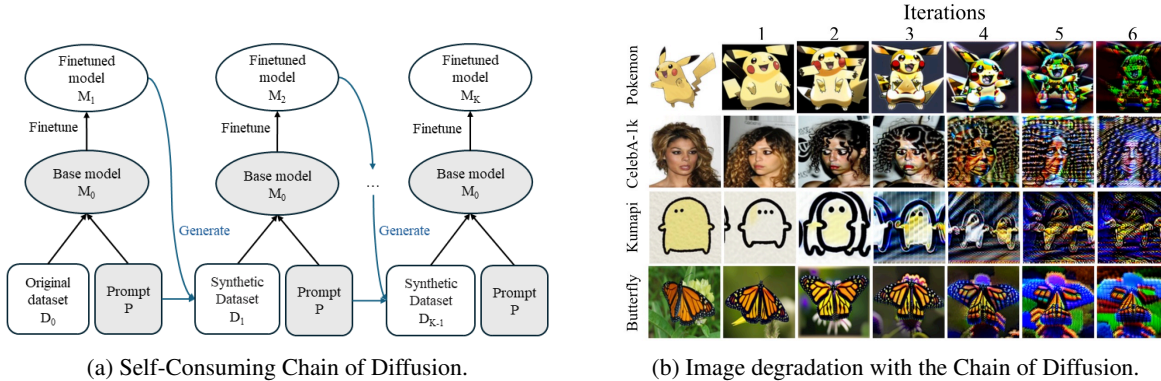 Finetuned
model
M1
Finetuned
model
M2
Finetuned
model
MK
Finetune
Finetune
Finetune
Base model
M0
Base model
M0
Base model
M0
...
Generate
Generate
Original
dataset
D0
Prompt
P
Synthetic
Dataset
D1
Prompt
P
Synthetic
Dataset
DK-1
Prompt
P
(a) Self-Consuming Chain of Diffusion.
Iterations
1 2 3 4 5 6
Pokemon
CelebA-1k
Kumapi
Butterfly
(b) Image degradation with the Chain of Diffusion.